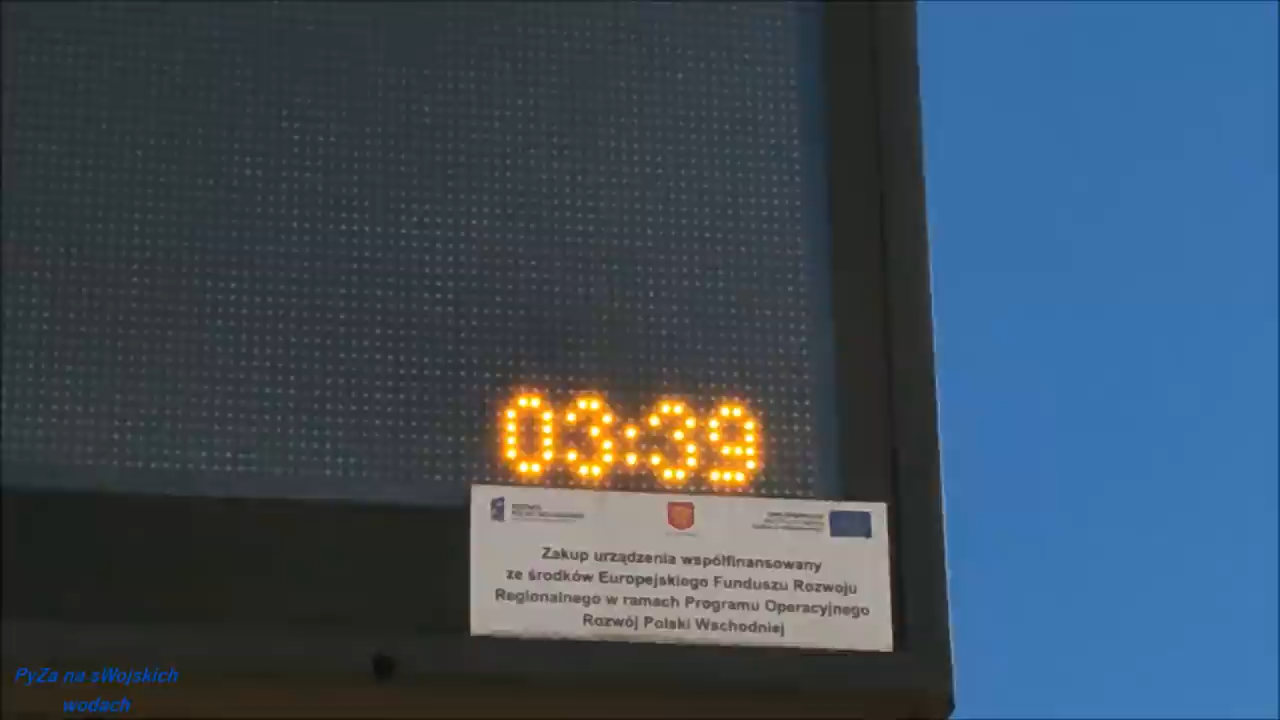 03:39
Zakup urządzenia współfinansowany
ze środków Europejskiego Funduszu Rozwoju
Regionalnego w ramach Programu Operacyjnego
Rozwój Polski Wschodniej
PyZa na sWojskich
wodach